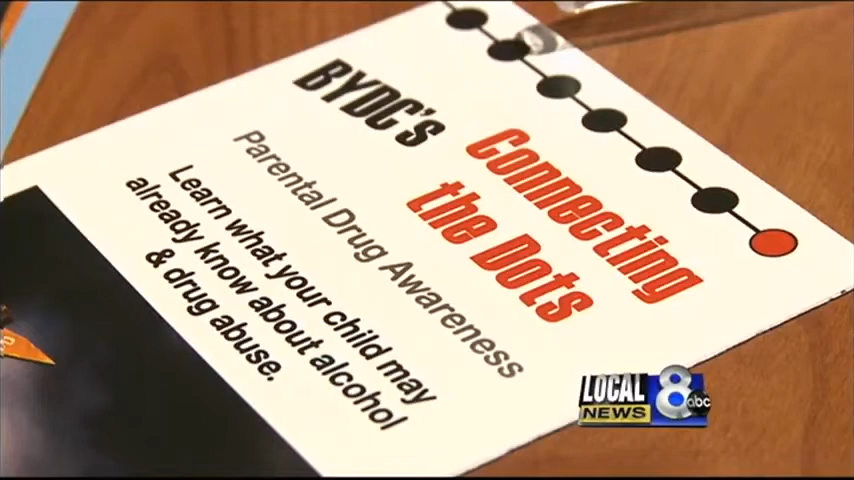 BYDC's
Connecting
the Dots
Parental Drug Awareness
Learn what your child may
already know about alcohol
& drug abuse.
LOCAL 8 abc
NEWS